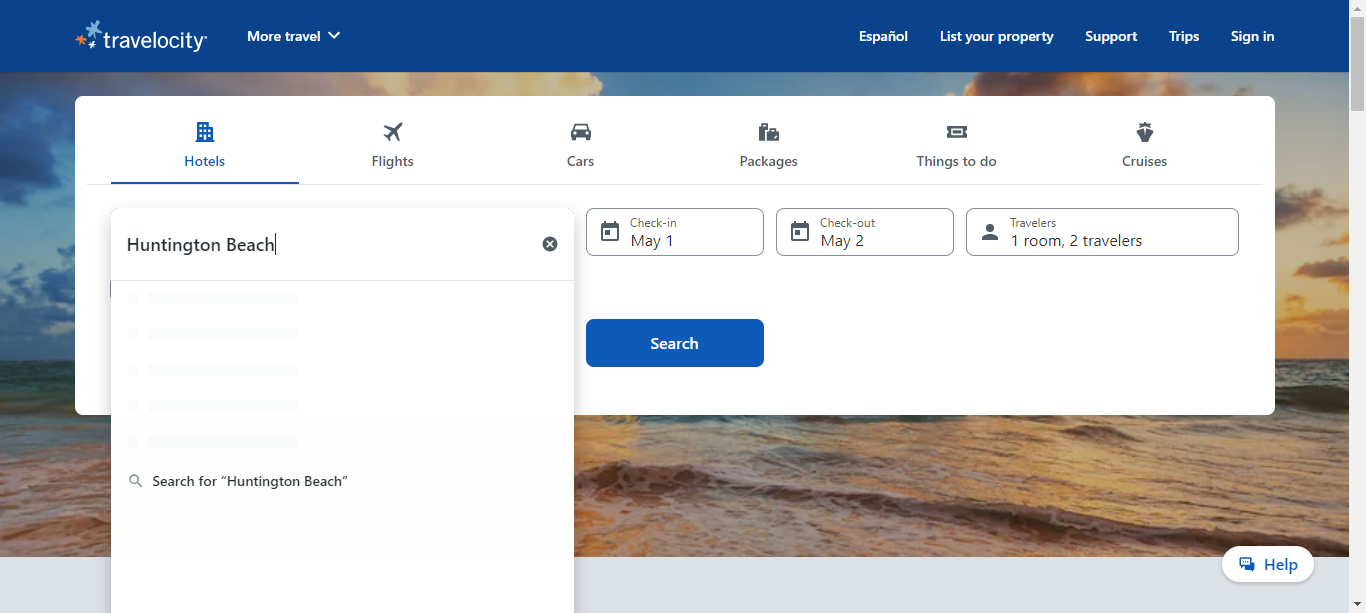 travelocity
More travel
Español
List your property
Support
Trips
Sign in
Hotels
Flights
Cars
Packages
Things to do
Cruises
Huntington Beach
Check-in
May 1
Check-out
May 2
Travelers
1 room, 2 travelers
Search
Search for “Huntington Beach”
Help